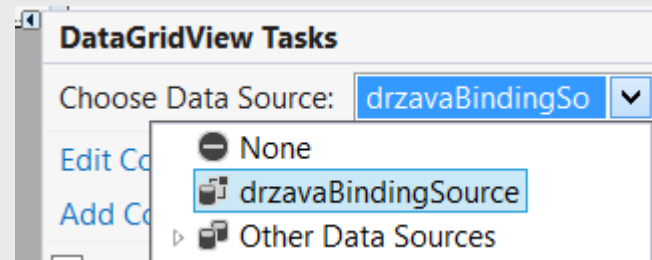 DataGridView Tasks
Choose Data Source: drzavaBindingSo
None
Edit Co
drzavaBindingSource
Add Co
Other Data Sources